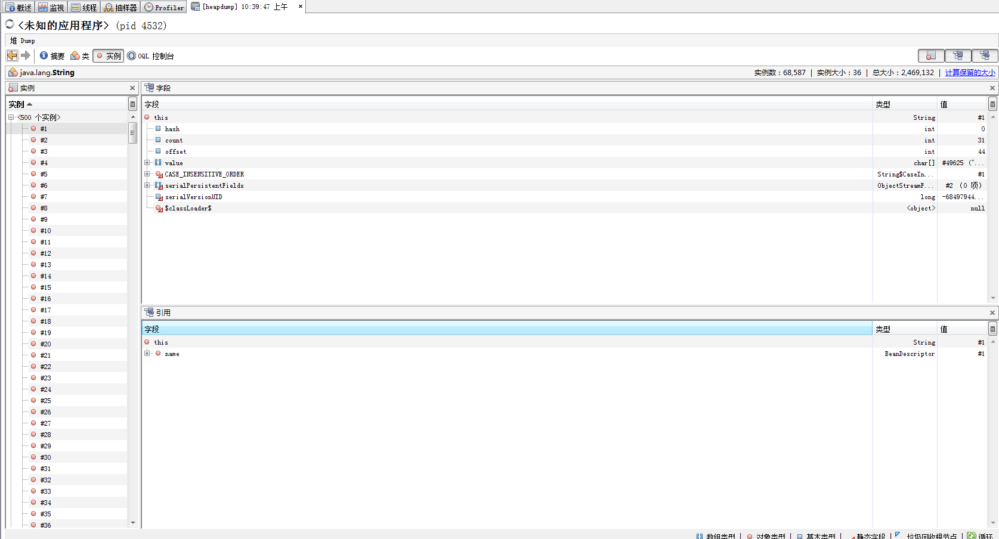 概述 监视 线程 抽样器 Profiler [heapdump] 10:39:47 上午
<未知的应用程序> (pid 4532)
堆 Dump
摘要 类 实例 OQL 控制台
java.lang.String 实例数：68,587 | 实例大小：36 | 总大小：2,469,132 | 计算保留的大小
实例
实例
<500 个实例>
#1
#2
#3
#4
#5
#6
#7
#8
#9
#10
#11
#12
#13
#14
#15
#16
#17
#18
#19
#20
#21
#22
#23
#24
#25
#26
#27
#28
#29
#30
#31
#32
#33
#34
#35
#36
字段
字段 类型 值
this String #1
hash int 0
count int 31
offset int 44
value char[] #49625 ("...
CASE_INSENSITIVE_ORDER String$CaseIn... #1
serialPersistentFields ObjectStreamF... #2 (0 项)
serialVersionUID long -68497944...
$classLoader$ <object> null
引用
字段 类型 值
this String #1
name BeanDescriptor #1
数组类型 | 对象类型 | 基本类型 | 静态字段 | 垃圾回收根节点 | 循环